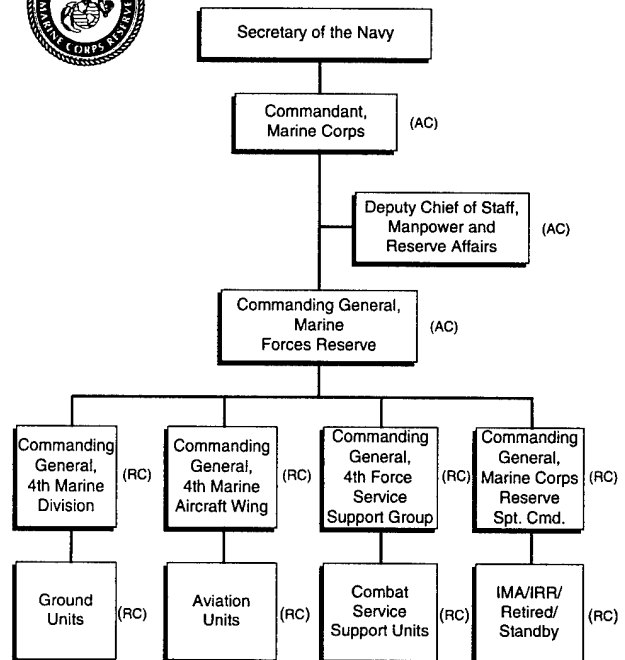 MARINE CORPS RESERVE
Secretary of the Navy
Commandant,
Marine Corps
(AC)
Deputy Chief of Staff,
Manpower and
Reserve Affairs
(AC)
Commanding General,
Marine
Forces Reserve
(AC)
Commanding
General,
4th Marine
Division
(RC)
Commanding
General,
4th Marine
Aircraft Wing
(RC)
Commanding
General,
4th Force
Service
Support Group
(RC)
Commanding
General,
Marine Corps
Reserve
Spt. Cmd.
(RC)
Ground
Units
(RC)
Aviation
Units
(RC)
Combat
Service
Support Units
(RC)
IMA/IRR/
Retired/
Standby
(RC)